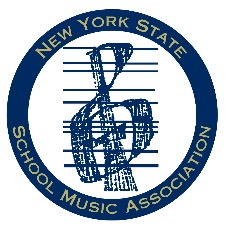 NEW YORK STATE
SCHOOL MUSIC ASSOCIATION